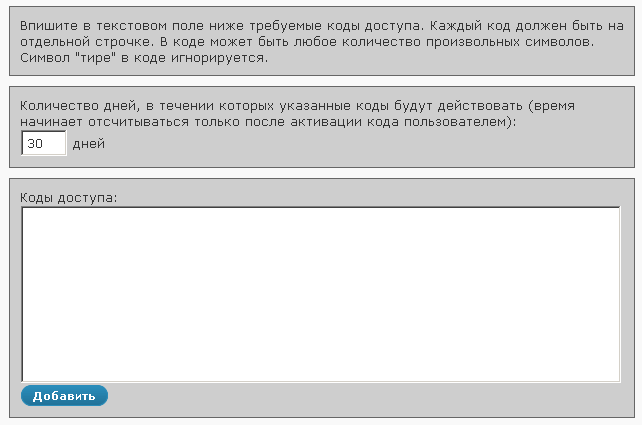 Впишите в текстовом поле ниже требуемые коды доступа. Каждый код должен быть на
отдельной строчке. В коде может быть любое количество произвольных символов.
Символ "тире" в коде игнорируется.
Количество дней, в течении которых указанные коды будут действовать (время
начинает отсчитываться только после активации кода пользователем):
30 дней
Коды доступа:
Добавить